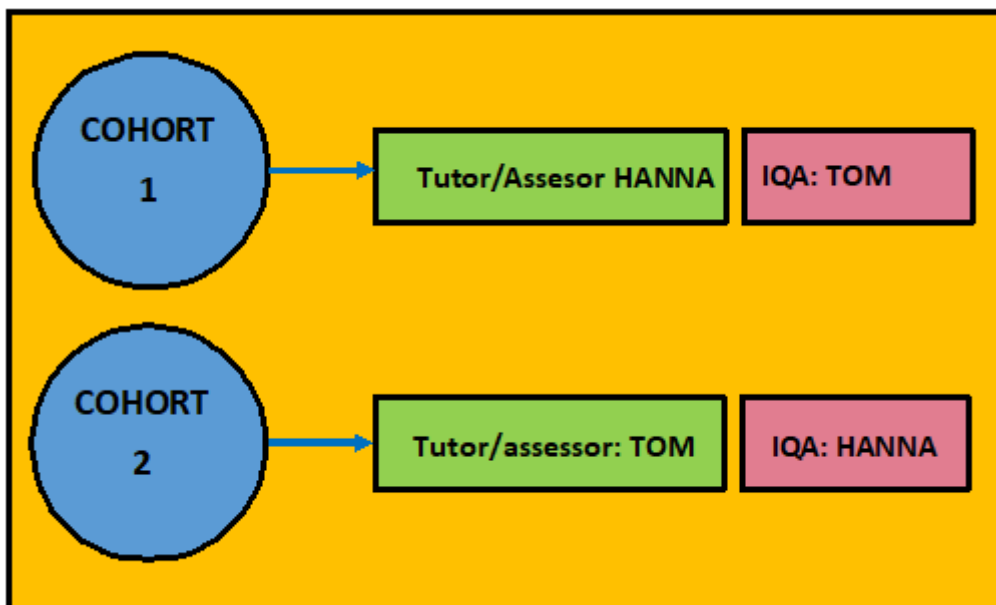 COHORT
1
Tutor/Assesor HANNA
IQA: TOM
COHORT
2
Tutor/assessor: TOM
IQA: HANNA